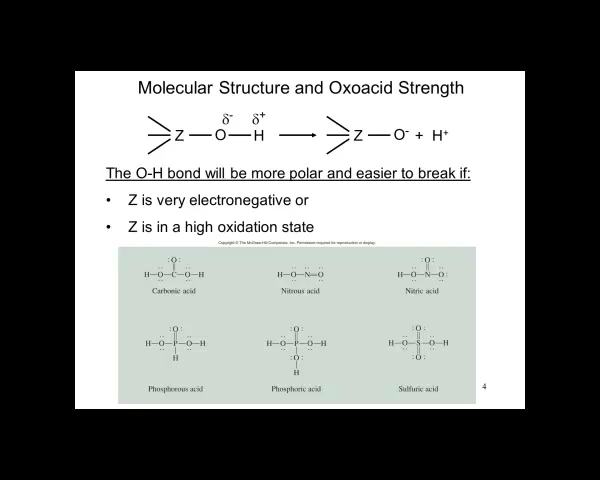 Molecular Structure and Oxoacid Strength
δ- δ+
Z O H Z O- + H+
The O-H bond will be more polar and easier to break if:
• Z is very electronegative or
• Z is in a high oxidation state
Copyright © The McGraw-Hill Companies, Inc. Permission required for reproduction or display.
:O: :O:
H—O—C—O—H H—O—N═O H—O—N—O:
Carbonic acid Nitrous acid Nitric acid
:O: :O: :O:
H—O—P—O—H H—O—P—O—H H—O—S—O—H
H :O: :O:
H
Phosphorous acid Phosphoric acid Sulfuric acid
4